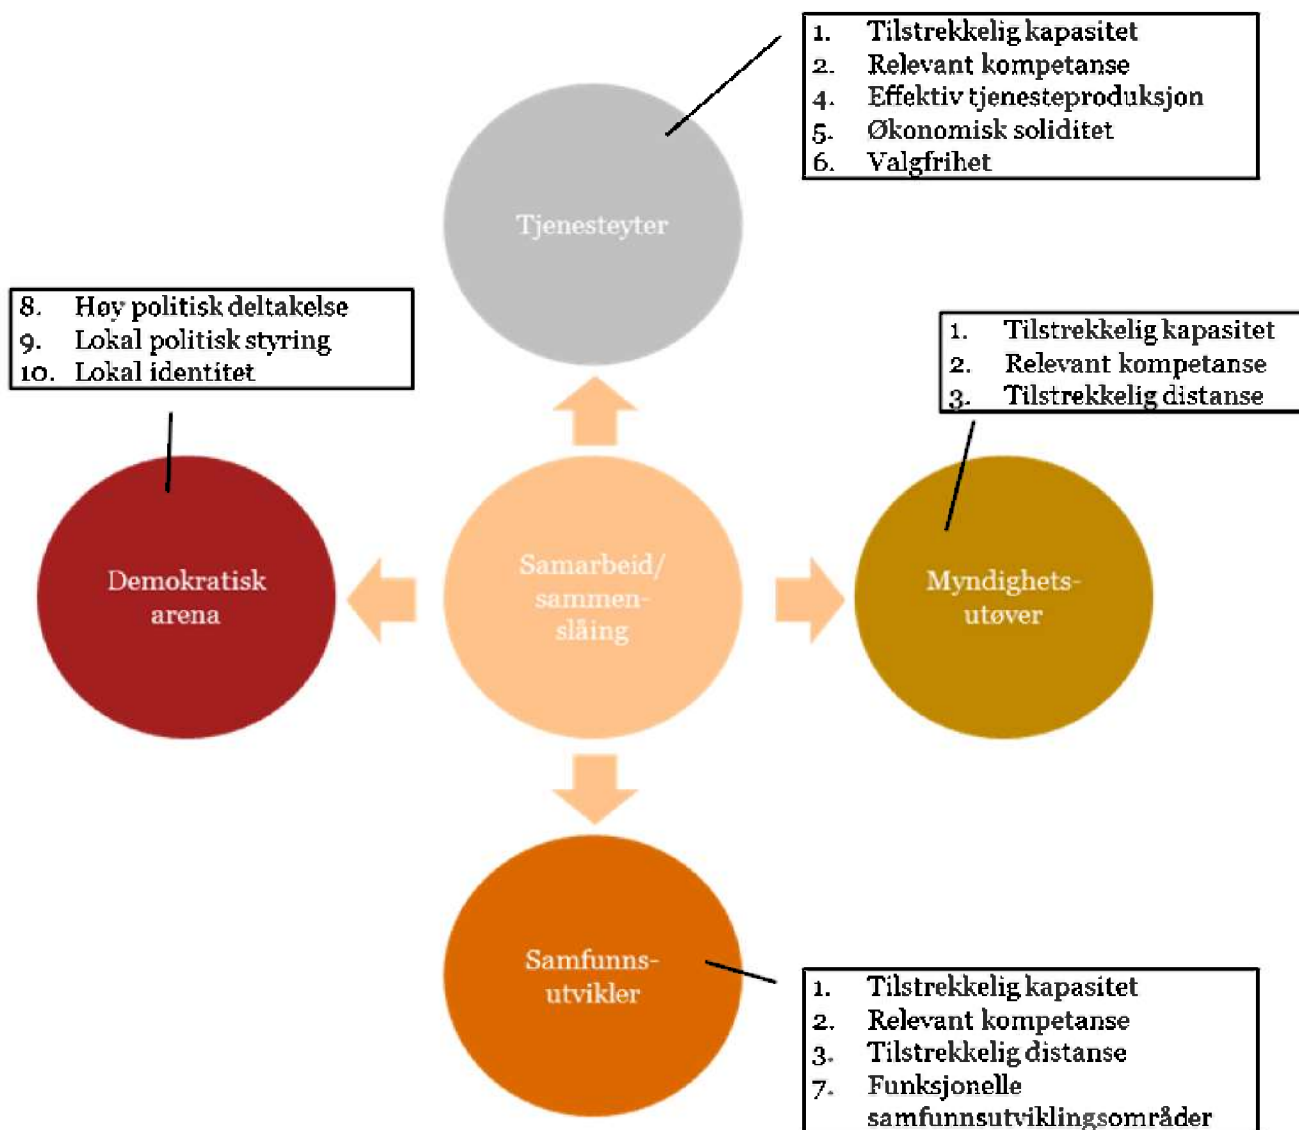 1. Tilstrekkelig kapasitet
2. Relevant kompetanse
4. Effektiv tjenesteproduksjon
5. Økonomisk soliditet
6. Valgfrihet
Tjenesteyter
8. Høy politisk deltakelse
9. Lokal politisk styring
10. Lokal identitet
1. Tilstrekkelig kapasitet
2. Relevant kompetanse
3. Tilstrekkelig distanse
Demokratisk
arena
Samarbeid/
sammen-
slåing
Myndighets-
utøver
Samfunns-
utvikler
1. Tilstrekkelig kapasitet
2. Relevant kompetanse
3. Tilstrekkelig distanse
7. Funksjonelle
samfunnsutviklingsområder